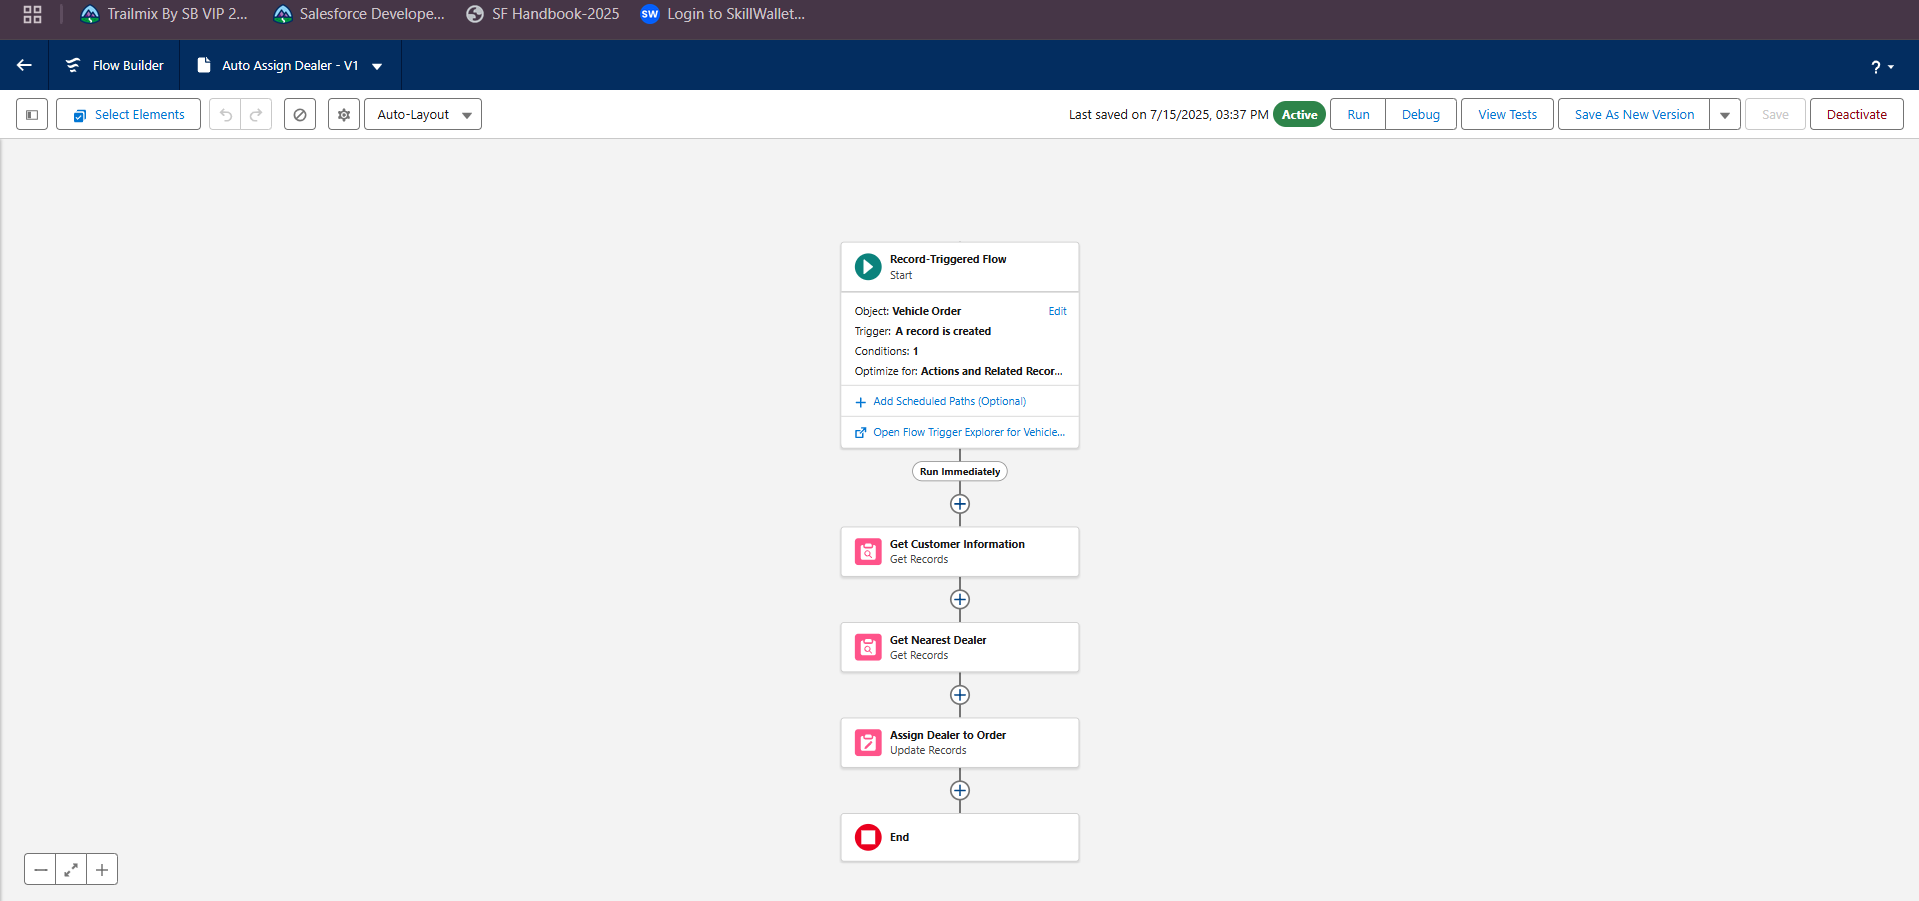 Trailmix By SB VIP 2...
Salesforce Develope...
SF Handbook-2025
SW
Login to SkillWallet...
Flow Builder
Auto Assign Dealer - V1
?
Select Elements
Auto-Layout
Last saved on 7/15/2025, 03:37 PM
Active
Run
Debug
View Tests
Save As New Version
Save
Deactivate
Record-Triggered Flow
Start
Object: Vehicle Order
Edit
Trigger: A record is created
Conditions: 1
Optimize for: Actions and Related Recor...
Add Scheduled Paths (Optional)
Open Flow Trigger Explorer for Vehicle...
Run Immediately
Get Customer Information
Get Records
Get Nearest Dealer
Get Records
Assign Dealer to Order
Update Records
End